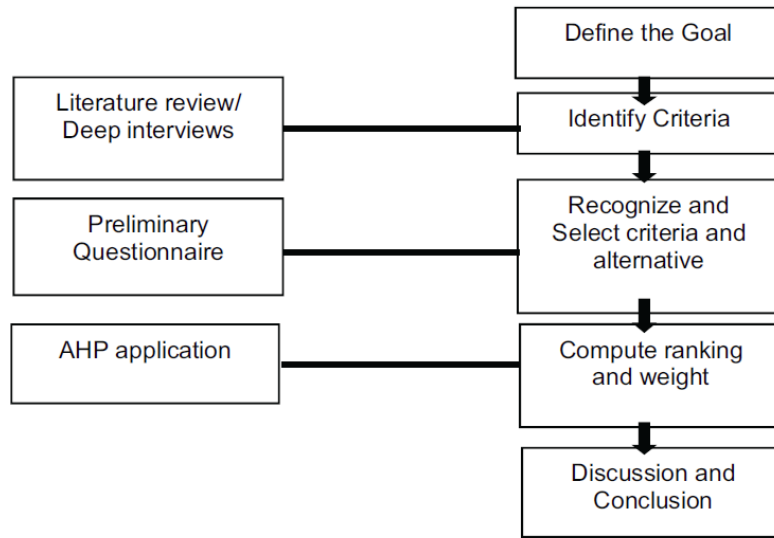 Define the Goal
Literature review/
Deep interviews
Identify Criteria
Preliminary
Questionnaire
Recognize and
Select criteria and
alternative
AHP application
Compute ranking
and weight
Discussion and
Conclusion